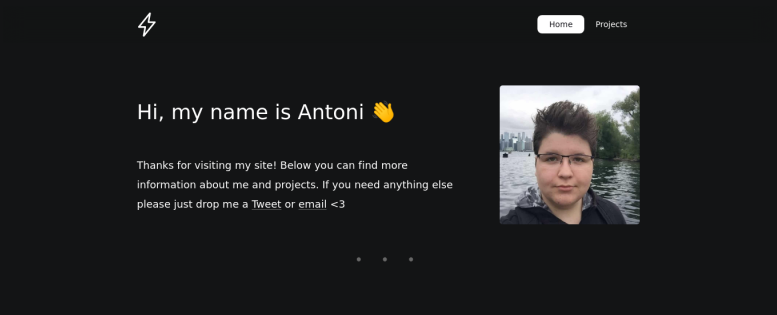 Home Projects
Hi, my name is Antoni 👋
Thanks for visiting my site! Below you can find more
information about me and projects. If you need anything else
please just drop me a Tweet or email <3